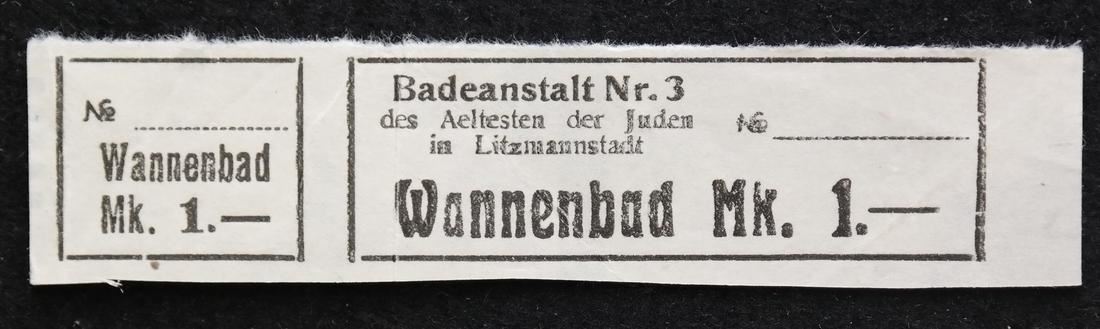 №
Wannenbad
Mk. 1.—
Badeanstalt Nr. 3
des Aeltesten der Juden
in Litzmannstadt
№
Wannenbad Mk. 1.—